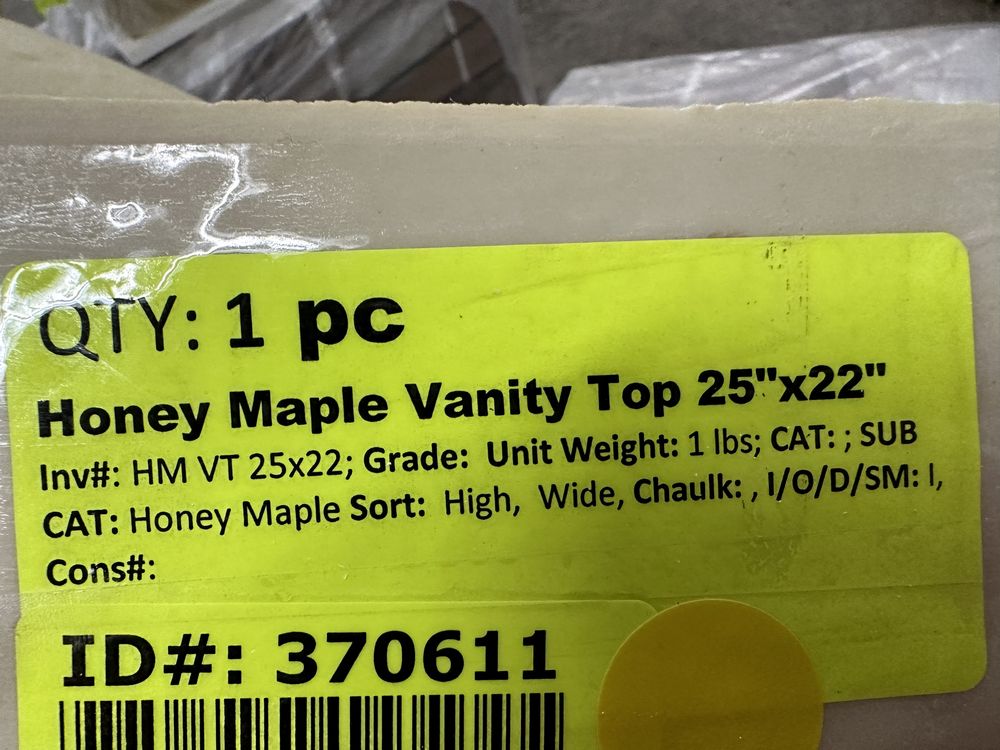 QTY: 1 pc
Honey Maple Vanity Top 25"x22"
Inv#: HM VT 25x22; Grade: Unit Weight: 1 lbs; CAT: ; SUB
CAT: Honey Maple Sort: High, Wide, Chaulk: , I/O/D/SM: I,
Cons#:
ID#: 370611